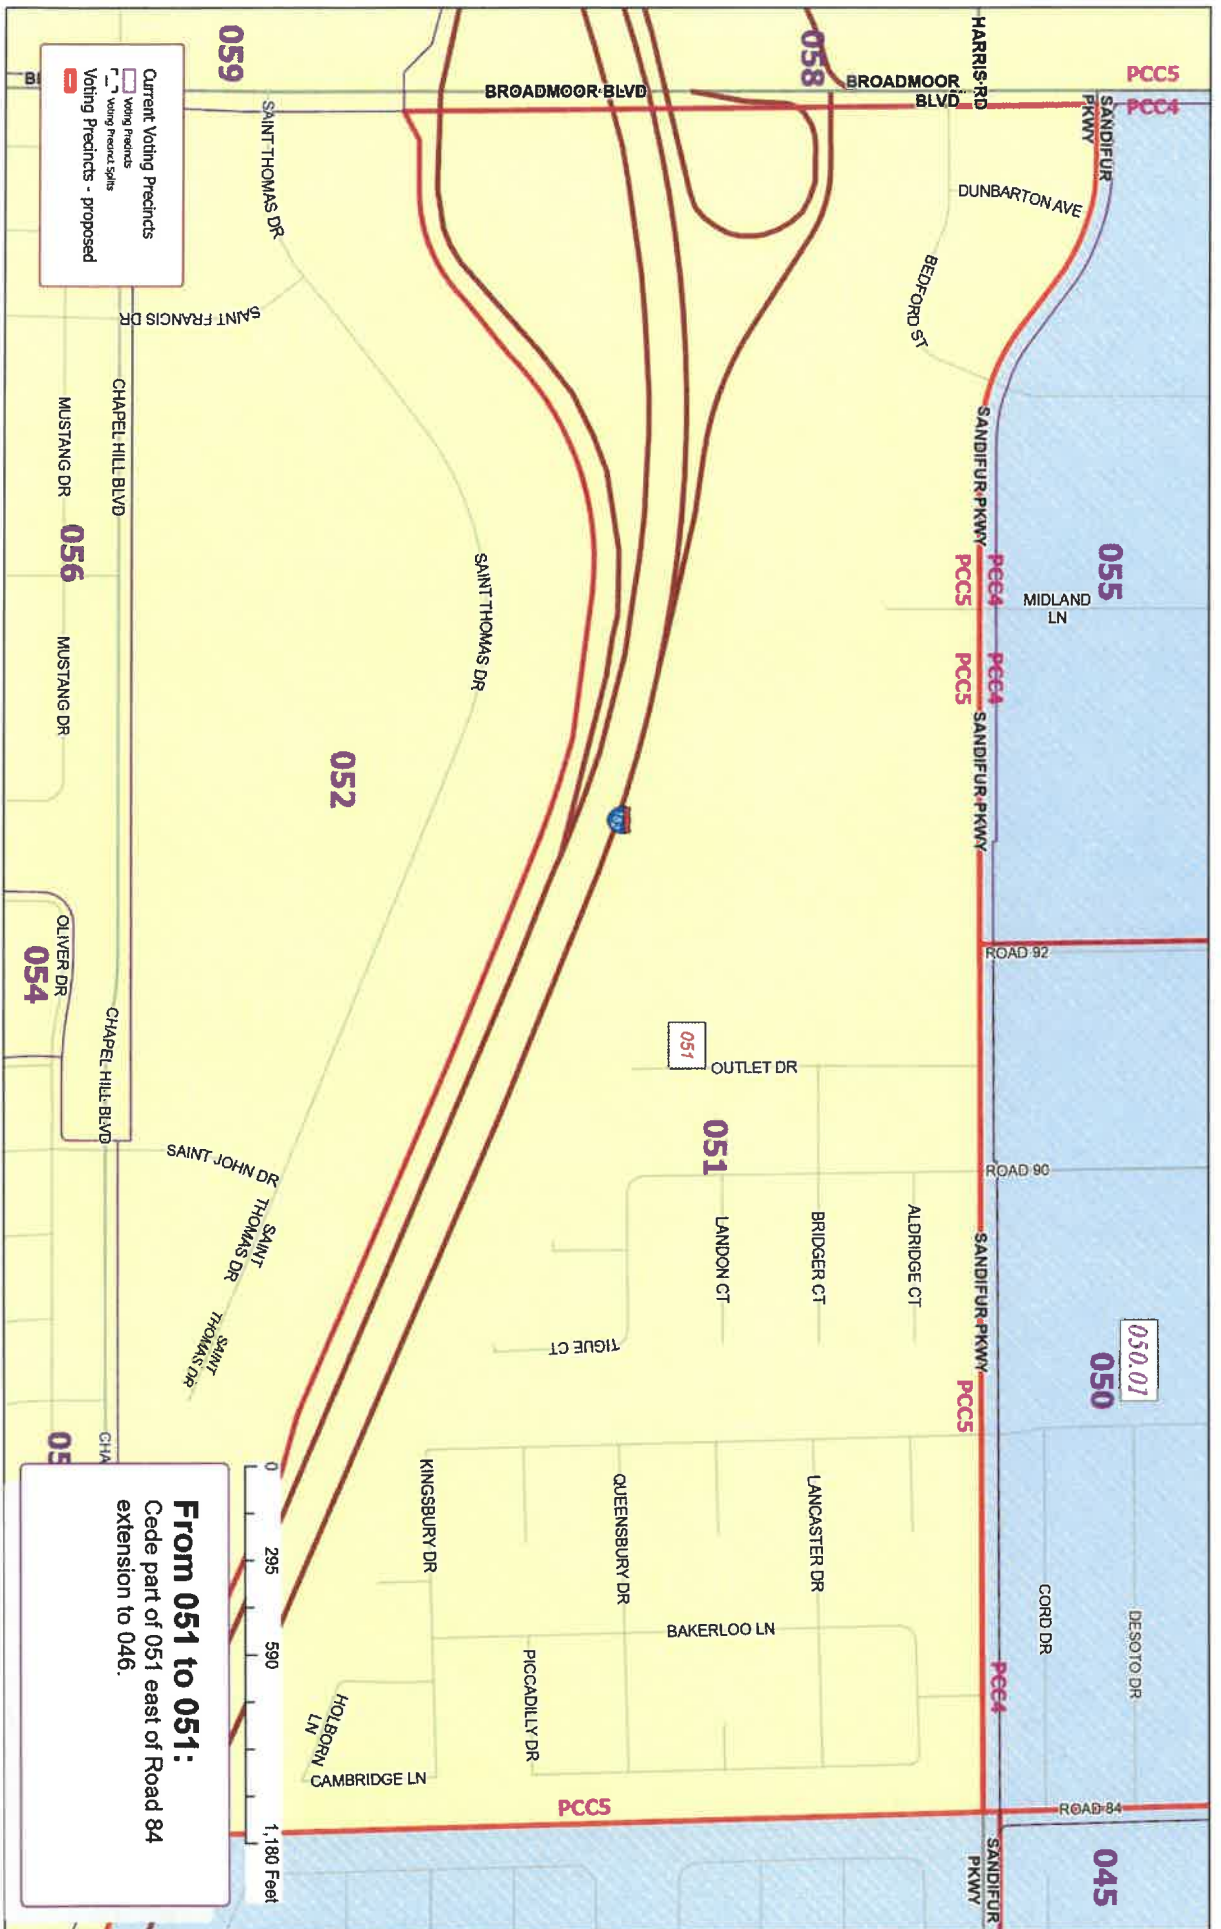 HARRIS RD
PCC5
PCC4
SANDIFUR
PKWY
BROADMOOR
BLVD
058
BROADMOOR BLVD
059
DUNBARTON AVE
BEDFORD ST
SAINT THOMAS DR
SAINT FRANCIS DR
Current Voting Precincts
Voting Precincts
Voting Precinct Splits
Voting Precincts - proposed
SANDIFUR PKWY
PCC4
PCC5
055
MIDLAND
LN
PCC4
PCC5
SANDIFUR PKWY
CHAPEL HILL BLVD
MUSTANG DR
056
MUSTANG DR
SAINT THOMAS DR
052
182
ROAD 92
OLIVER DR
054
CHAPEL HILL BLVD
051
OUTLET DR
051
ROAD 90
SAINT JOHN DR
SAINT
THOMAS DR
SAINT
THOMAS DR
ALDRIDGE CT
BRIDGER CT
LANDON CT
TIGUE CT
SANDIFUR PKWY
050.01
050
PCC5
05
CHA
KINGSBURY DR
QUEENSBURY DR
LANCASTER DR
BAKERLOO LN
PICCADILLY DR
HOLBORN
LN
CAMBRIDGE LN
CORD DR
DESOTO DR
PCC4
PCC5
ROAD 84
SANDIFUR
PKWY
045
0 295 590 1,180 Feet
From 051 to 051:
Cede part of 051 east of Road 84
extension to 046.